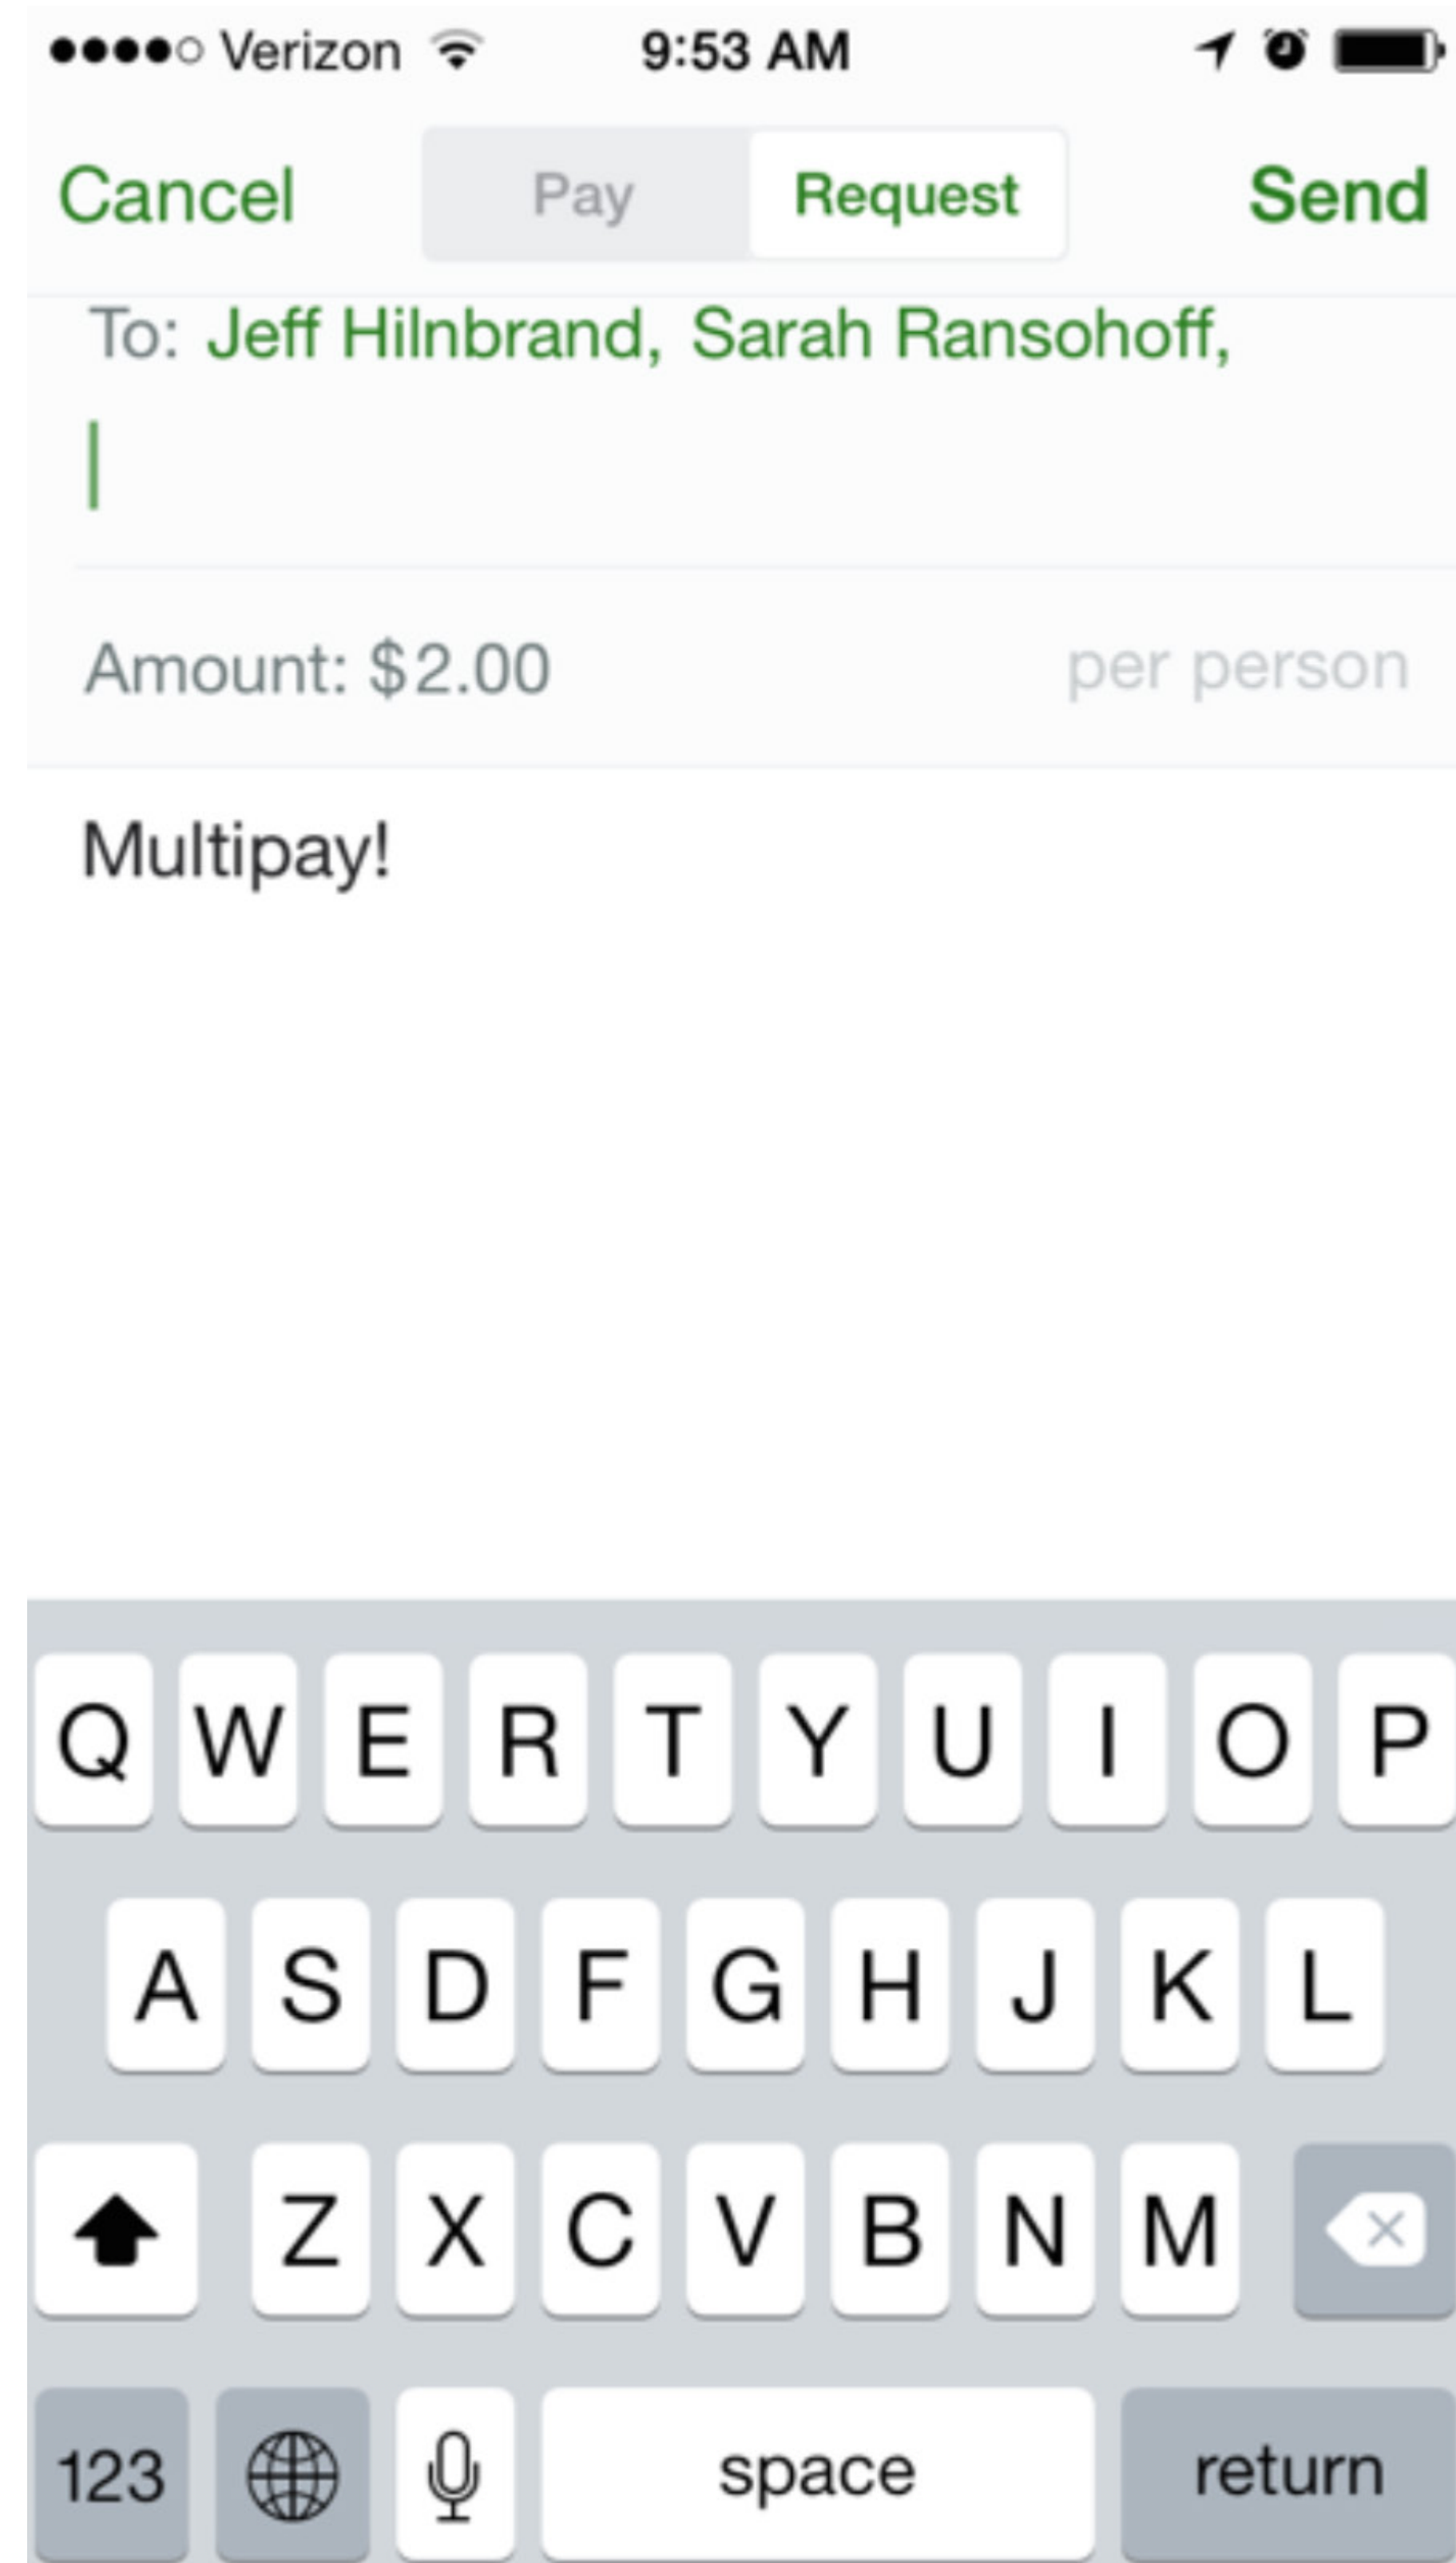 Verizon 9:53 AM
Cancel Pay Request Send
To: Jeff Hilnbrand, Sarah Ransohoff,
Amount: $2.00 per person
Multipay!
Q W E R T Y U I O P
A S D F G H J K L
Z X C V B N M
123 space return